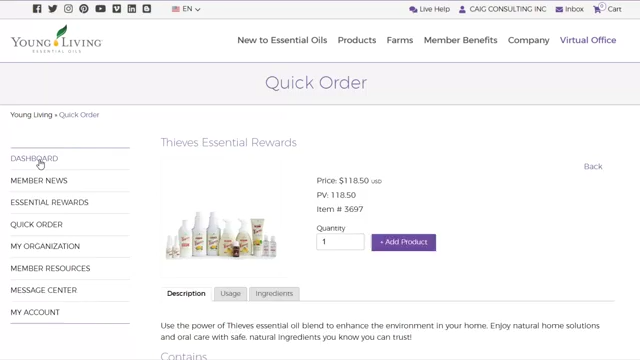 EN
Live Help
CAIG CONSULTING INC
Inbox
0
Cart
YOUNG LIVING
ESSENTIAL OILS
New to Essential Oils
Products
Farms
Member Benefits
Company
Virtual Office
Quick Order
Young Living » Quick Order
DASHBOARD
MEMBER NEWS
ESSENTIAL REWARDS
QUICK ORDER
MY ORGANIZATION
MEMBER RESOURCES
MESSAGE CENTER
MY ACCOUNT
Thieves Essential Rewards
Back
Price: $118.50 USD
PV: 118.50
Item # 3697
Quantity
1
+ Add Product
Description
Usage
Ingredients
Use the power of Thieves essential oil blend to enhance the environment in your home. Enjoy natural home solutions
and oral care with safe, natural ingredients you know you can trust!
Contains